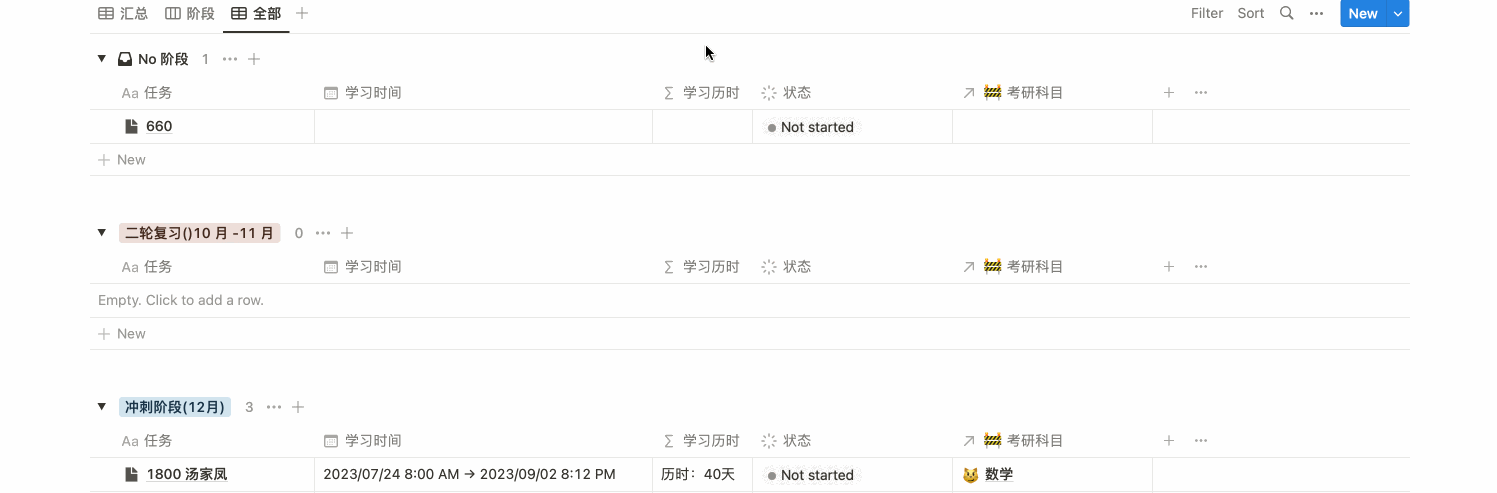 汇总 阶段 全部 Filter Sort New
No 阶段 1
Aa 任务 学习时间 学习历时 状态 考研科目
660 Not started
New
二轮复习()10 月 -11 月 0
Aa 任务 学习时间 学习历时 状态 考研科目
Empty. Click to add a row.
New
冲刺阶段(12月) 3
Aa 任务 学习时间 学习历时 状态 考研科目
1800 汤家凤 2023/07/24 8:00 AM → 2023/09/02 8:12 PM 历时：40天 Not started 数学